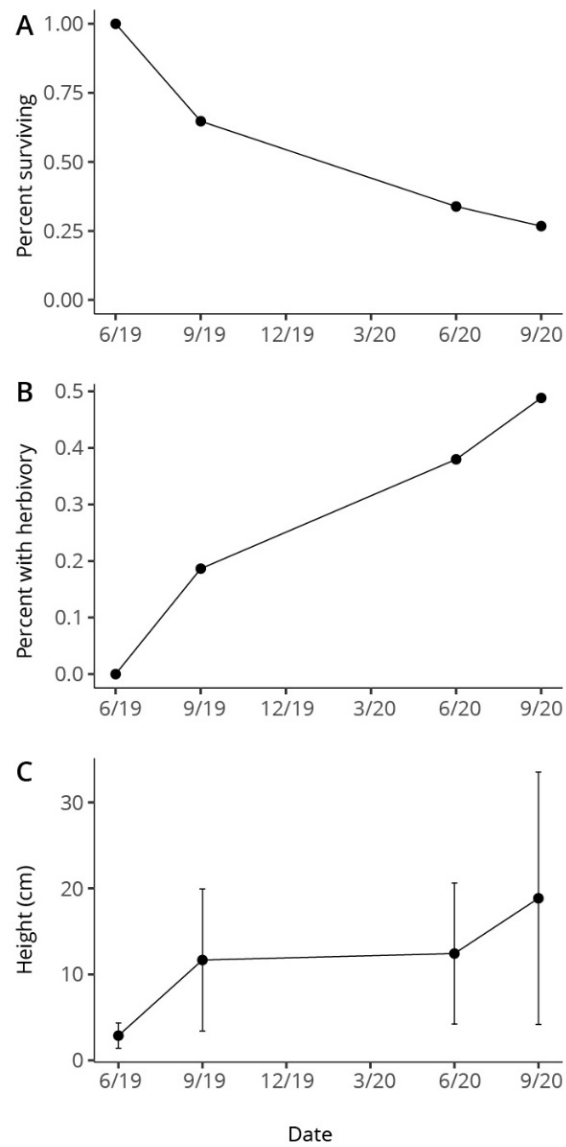 A
Percent surviving
1.00
0.75
0.50
0.25
0.00
6/19 9/19 12/19 3/20 6/20 9/20
B
Percent with herbivory
0.5
0.4
0.3
0.2
0.1
0.0
6/19 9/19 12/19 3/20 6/20 9/20
C
Height (cm)
30
20
10
0
6/19 9/19 12/19 3/20 6/20 9/20
Date